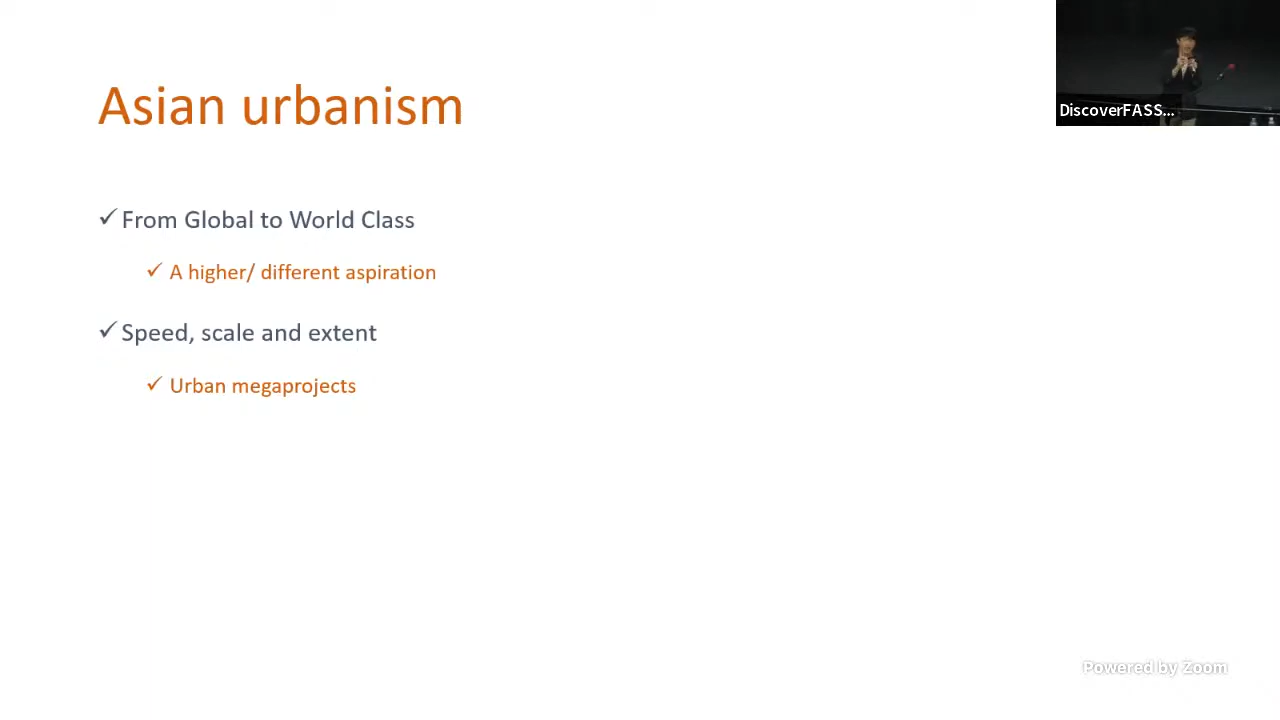 Asian urbanism
DiscoverFASS...
✓From Global to World Class
✓ A higher/ different aspiration
✓Speed, scale and extent
✓ Urban megaprojects
Powered by Zoom